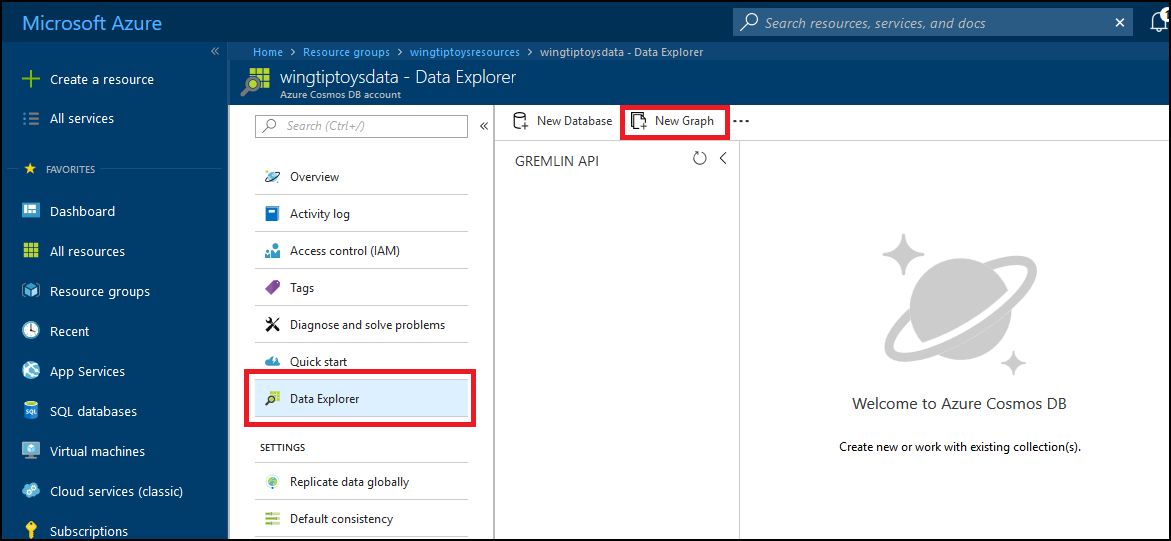 Microsoft Azure
Search resources, services, and docs
Home > Resource groups > wingtiptoysresources > wingtiptoysdata - Data Explorer
wingtiptoysdata - Data Explorer
Azure Cosmos DB account
Create a resource
All services
FAVORITES
Dashboard
All resources
Resource groups
Recent
App Services
SQL databases
Virtual machines
Cloud services (classic)
Subscriptions
Search (Ctrl+/)
Overview
Activity log
Access control (IAM)
Tags
Diagnose and solve problems
Quick start
Data Explorer
SETTINGS
Replicate data globally
Default consistency
New Database
New Graph
GREMLIN API
Welcome to Azure Cosmos DB
Create new or work with existing collection(s).